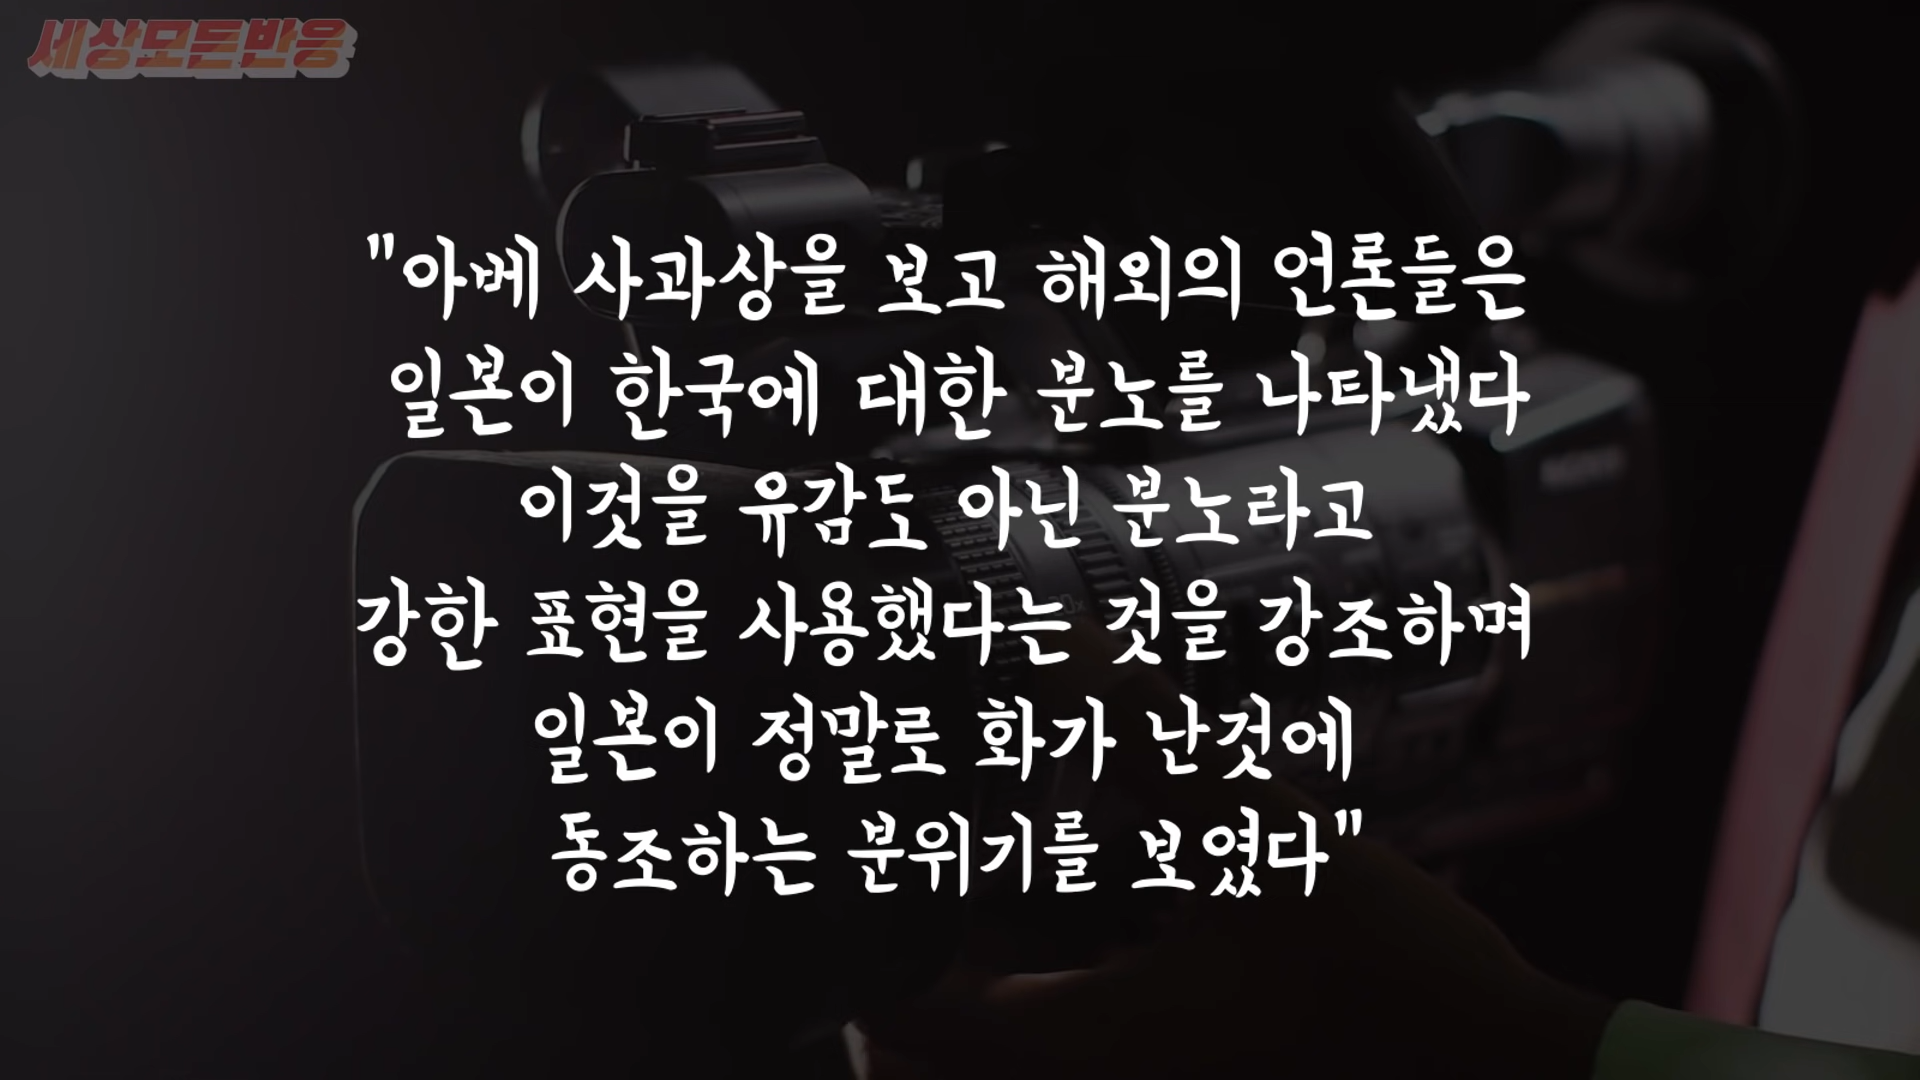 세상모든반응
"아베 사과상을 보고 해외의 언론들은
일본이 한국에 대한 분노를 나타냈다
이것을 유감도 아닌 분노라고
강한 표현을 사용했다는 것을 강조하며
일본이 정말로 화가 난것에
동조하는 분위기를 보였다"